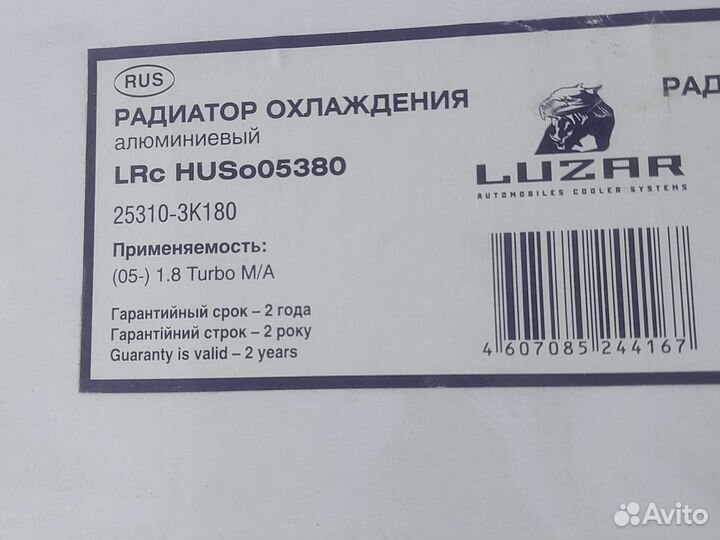 RUS
РАДИАТОР ОХЛАЖДЕНИЯ
алюминиевый
LRc HUSo05380
25310-3K180
Применяемость:
(05-) 1.8 Turbo M/A
Гарантийный срок – 2 года
Гарантійний строк – 2 року
Guaranty is valid – 2 years
LUZAR
AUTOMOBILES COOLER SYSTEMS
4 607085 244167
РАД
Avito